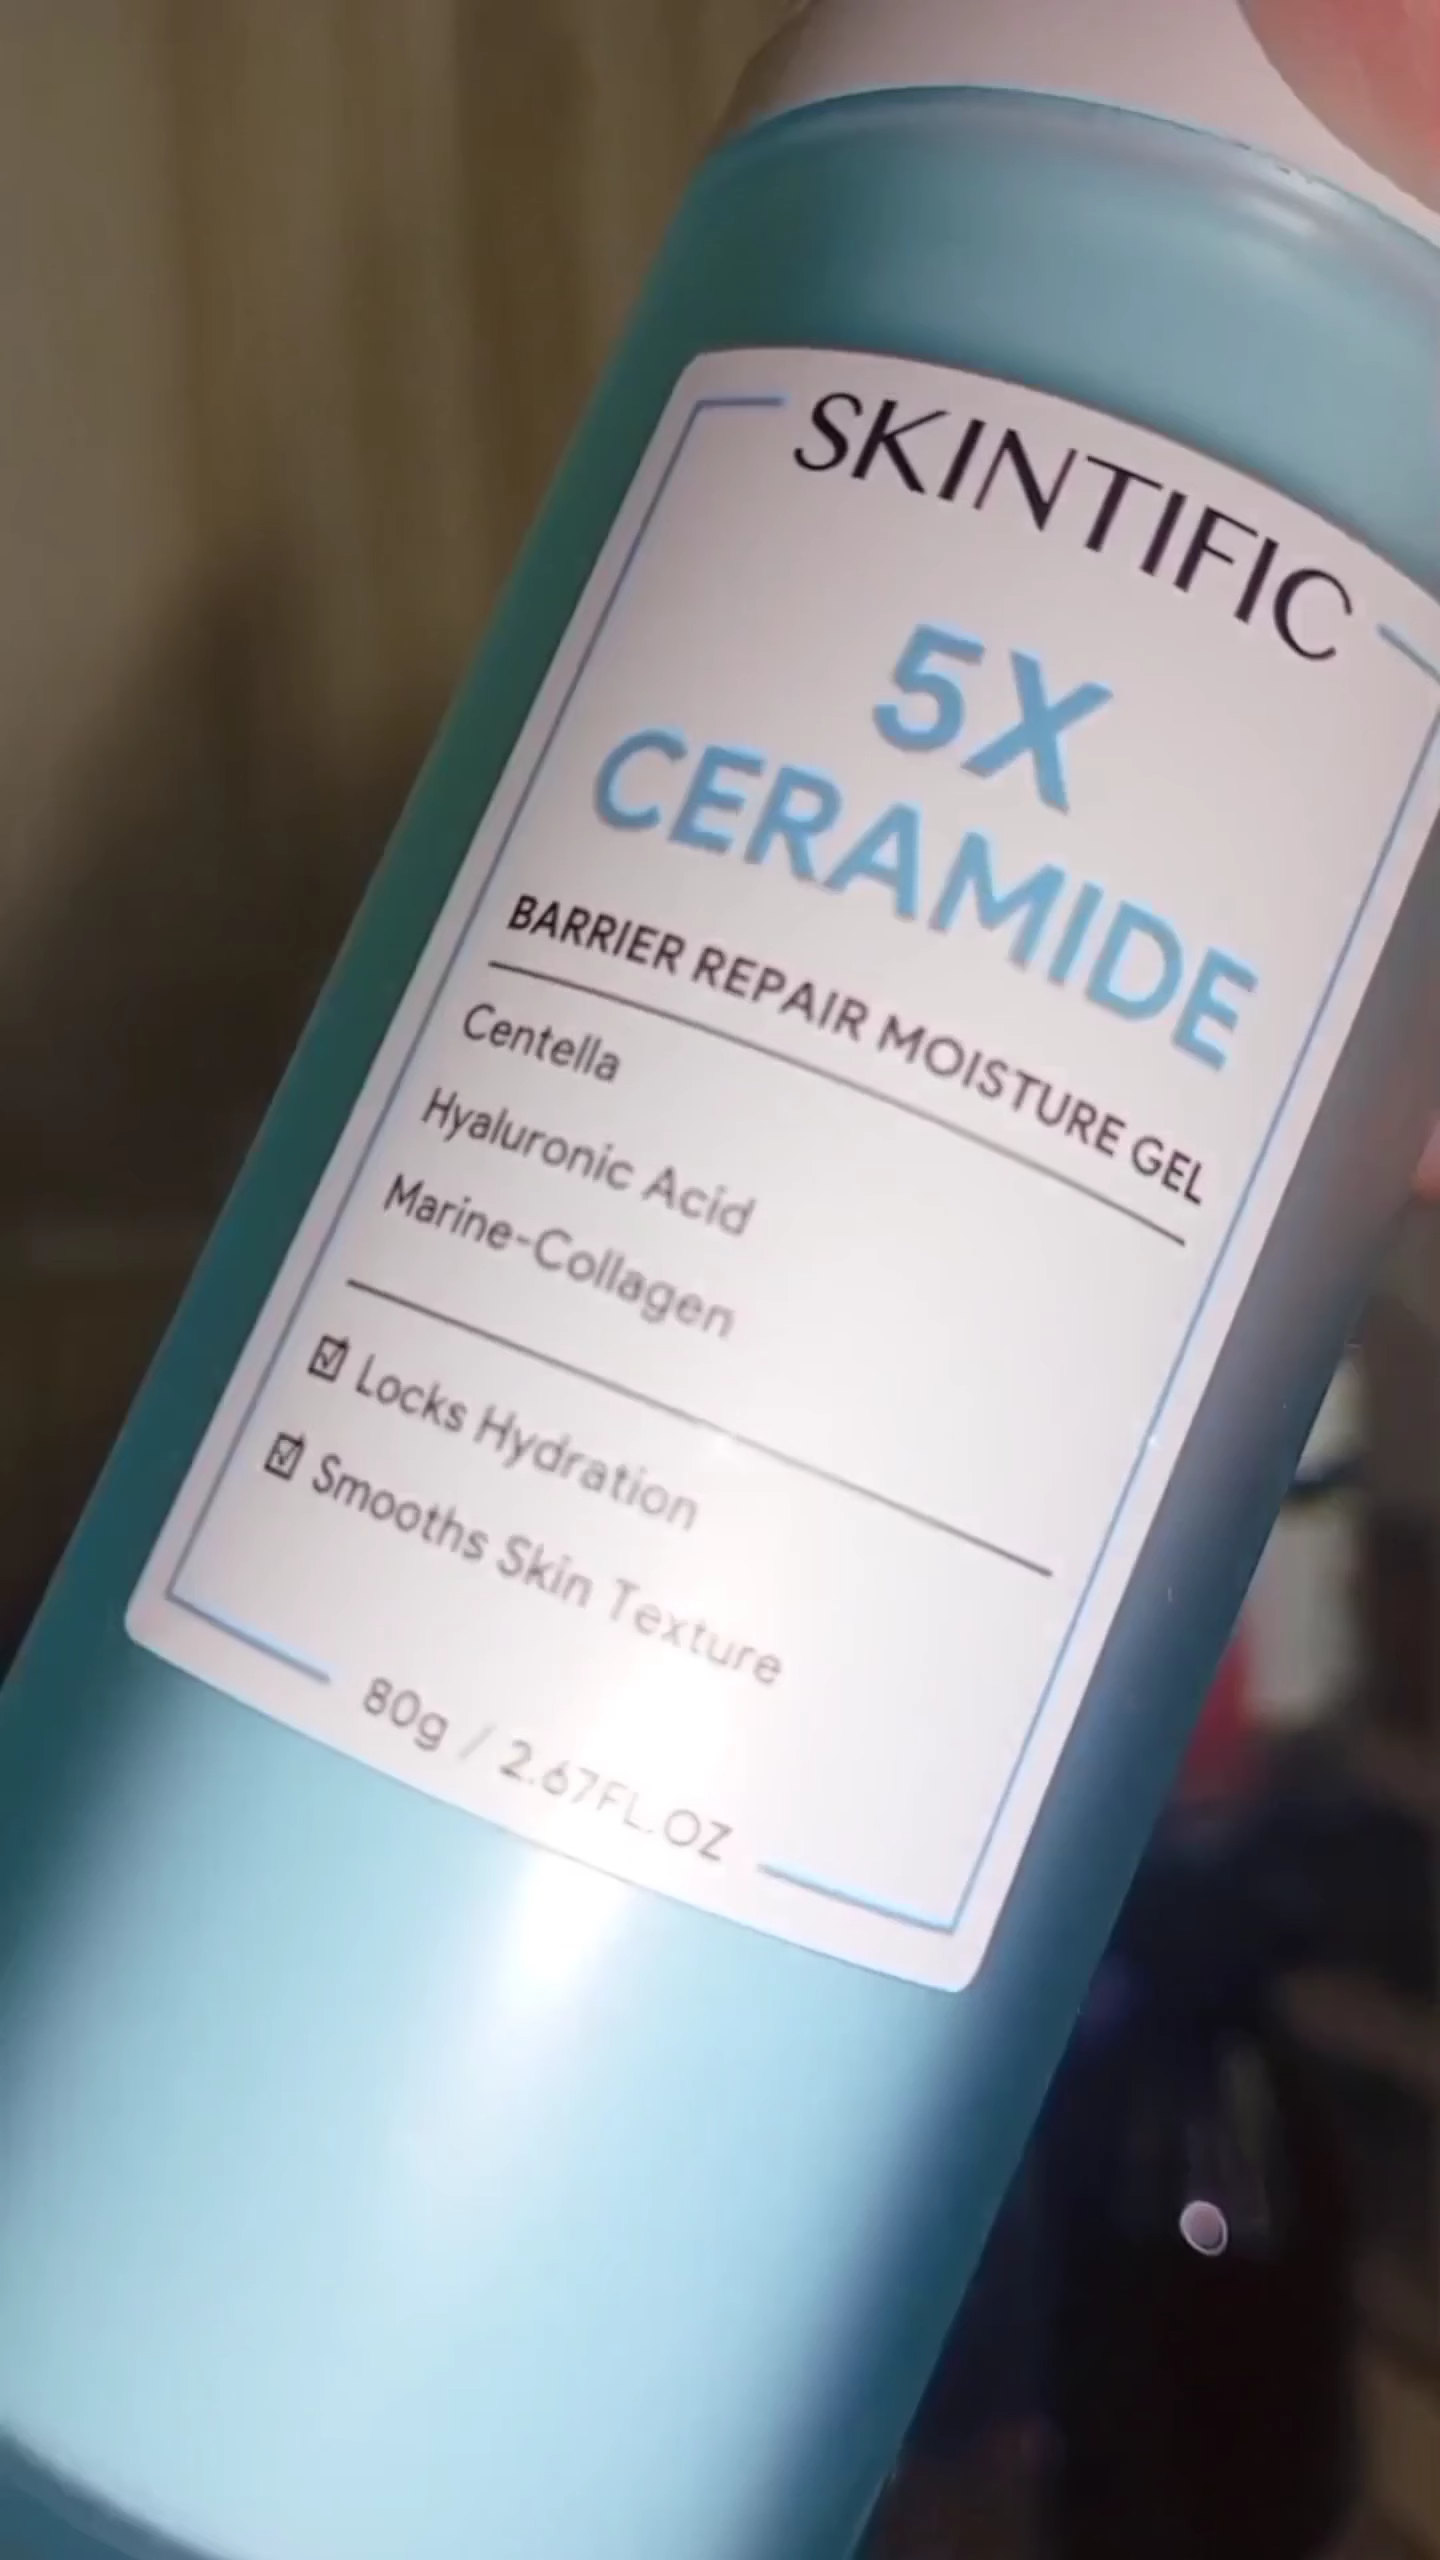 SKINTIFIC
5X
CERAMIDE
BARRIER REPAIR MOISTURE GEL
Centella
Hyaluronic Acid
Marine-Collagen
☑ Locks Hydration
☑ Smooths Skin Texture
80g / 2.67FL.OZ